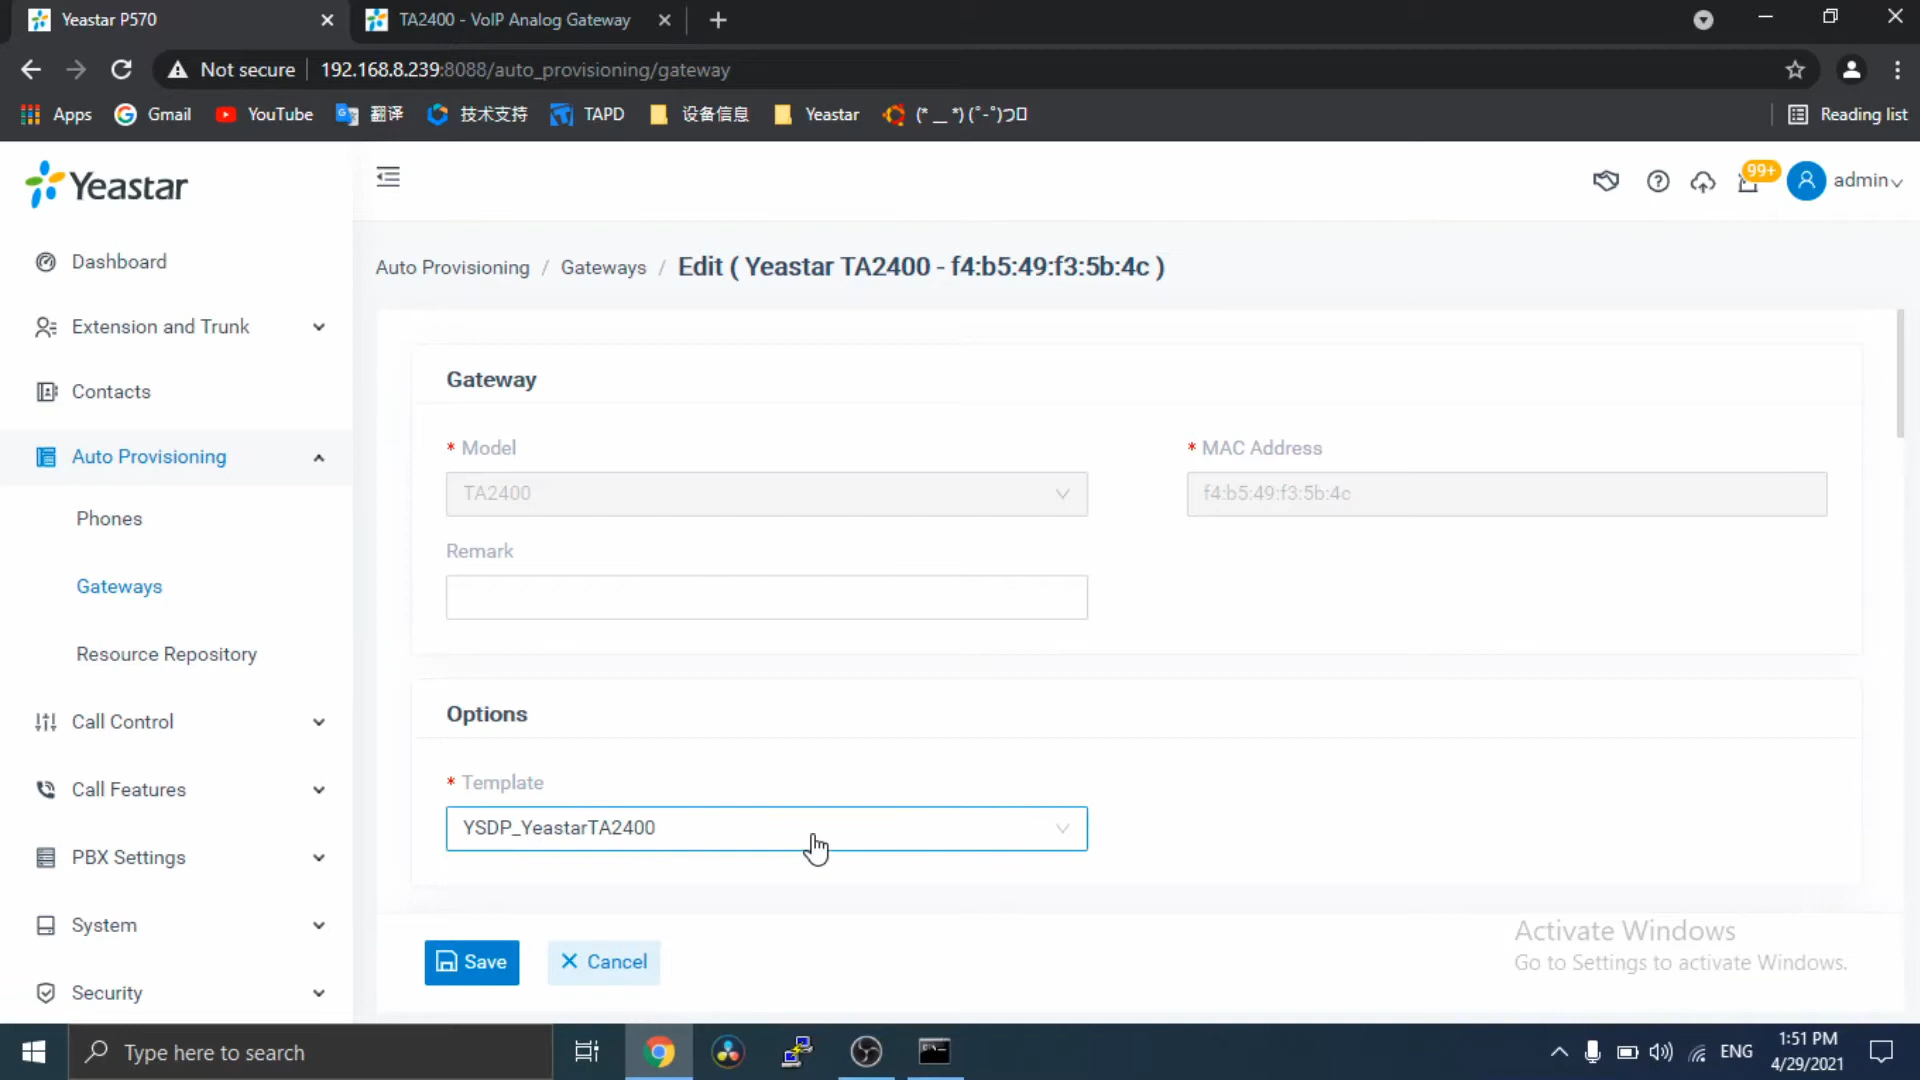 Yeastar P570
TA2400 - VoIP Analog Gateway
Not secure
192.168.8.239:8088/auto_provisioning/gateway
Apps
Gmail
YouTube
翻译
技术支持
TAPD
设备信息
Yeastar
Reading list
Yeastar
99+
admin
Dashboard
Extension and Trunk
Contacts
Auto Provisioning
Phones
Gateways
Resource Repository
Call Control
Call Features
PBX Settings
System
Security
Auto Provisioning / Gateways / Edit ( Yeastar TA2400 - f4:b5:49:f3:5b:4c )
Gateway
* Model
TA2400
* MAC Address
f4:b5:49:f3:5b:4c
Remark
Options
* Template
YSDP_YeastarTA2400
Save
Cancel
Activate Windows
Go to Settings to activate Windows.
Type here to search
ENG
1:51 PM
4/29/2021